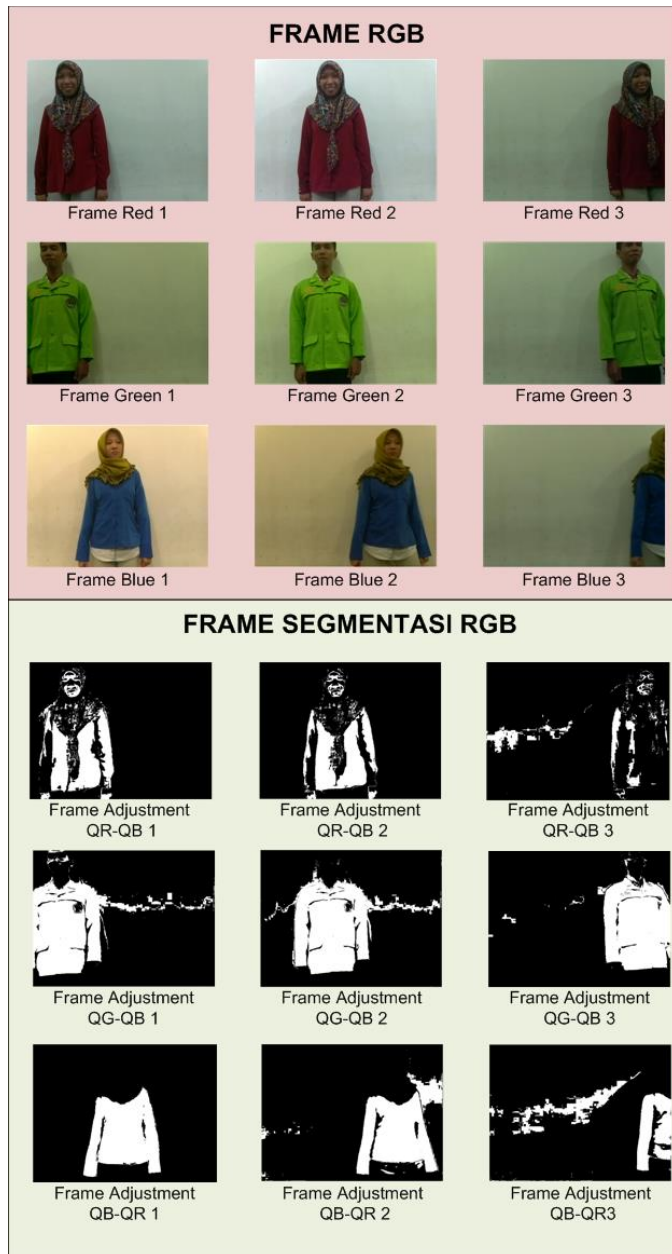 FRAME RGB
Frame Red 1
Frame Red 2
Frame Red 3
Frame Green 1
Frame Green 2
Frame Green 3
Frame Blue 1
Frame Blue 2
Frame Blue 3
FRAME SEGMENTASI RGB
Frame Adjustment
QR-QB 1
Frame Adjustment
QR-QB 2
Frame Adjustment
QR-QB 3
Frame Adjustment
QG-QB 1
Frame Adjustment
QG-QB 2
Frame Adjustment
QG-QB 3
Frame Adjustment
QB-QR 1
Frame Adjustment
QB-QR 2
Frame Adjustment
QB-QR3